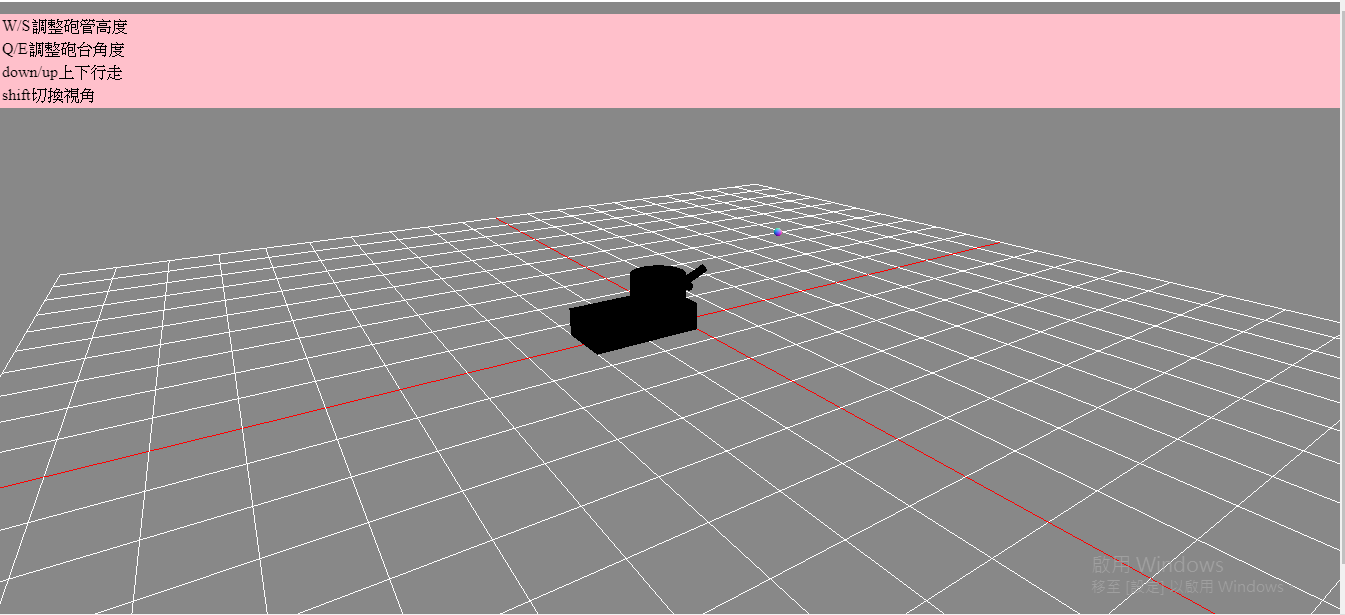 W/S調整砲管高度
Q/E調整砲台角度
down/up上下行走
shift切換視角
啟用 Windows
移至 [設定] 以啟用 Windows